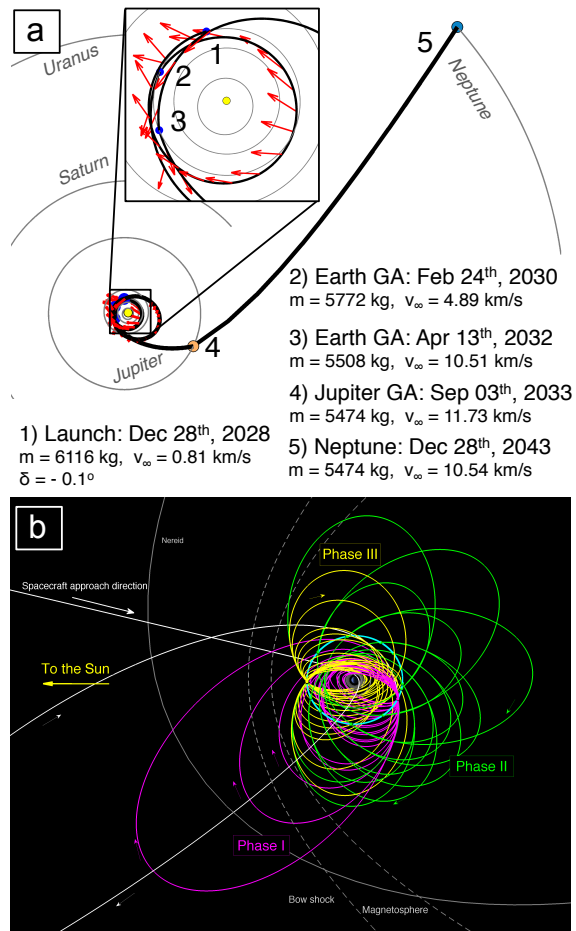 a
Uranus
Saturn
Jupiter
Neptune
1
2
3
4
5
2) Earth GA: Feb 24th, 2030
m = 5772 kg, v∞ = 4.89 km/s
3) Earth GA: Apr 13th, 2032
m = 5508 kg, v∞ = 10.51 km/s
4) Jupiter GA: Sep 03th, 2033
m = 5474 kg, v∞ = 11.73 km/s
1) Launch: Dec 28th, 2028
m = 6116 kg, v∞ = 0.81 km/s
δ = - 0.1º
5) Neptune: Dec 28th, 2043
m = 5474 kg, v∞ = 10.54 km/s
b
Nereid
Phase III
Spacecraft approach direction
To the Sun
Phase II
Phase I
Bow shock
Magnetosphere